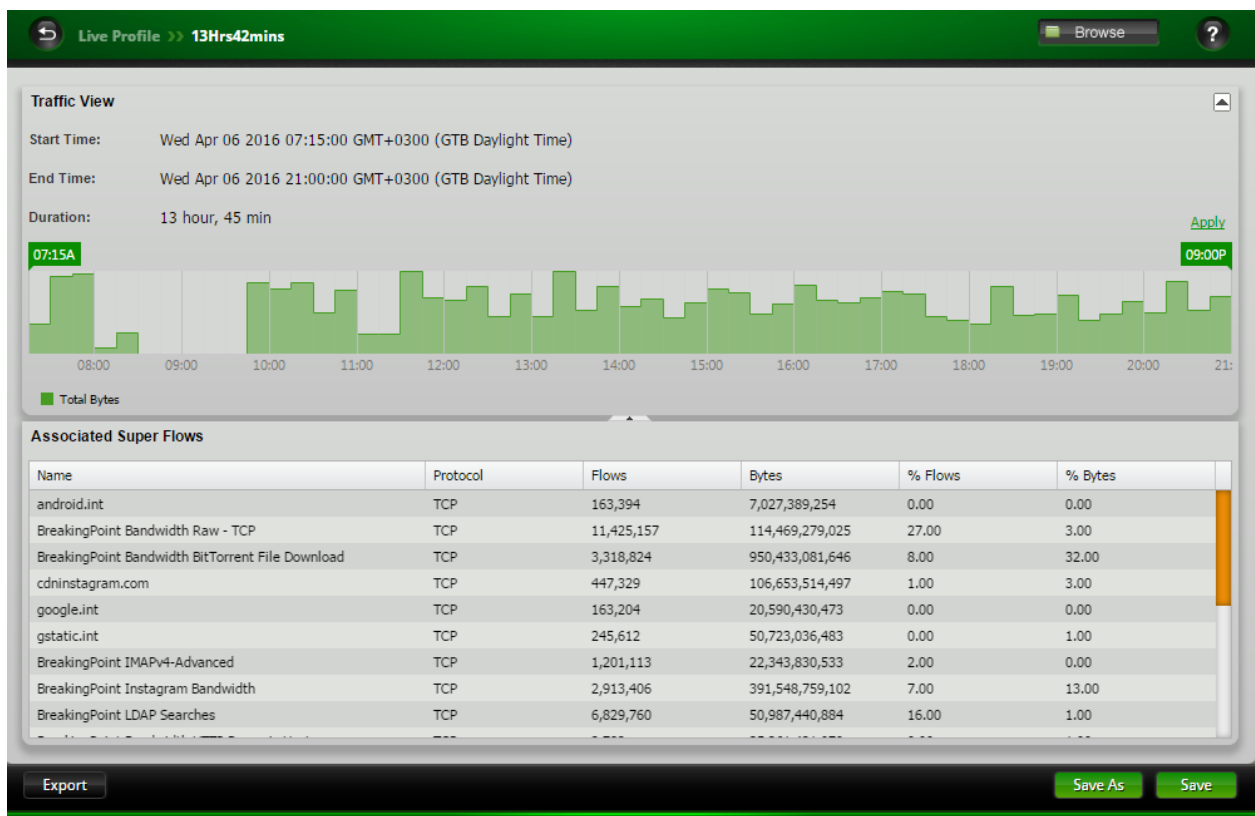 Live Profile >> 13Hrs42mins Browse ?
Traffic View
Start Time: Wed Apr 06 2016 07:15:00 GMT+0300 (GTB Daylight Time)
End Time: Wed Apr 06 2016 21:00:00 GMT+0300 (GTB Daylight Time)
Duration: 13 hour, 45 min
Apply
07:15A 09:00P
08:00 09:00 10:00 11:00 12:00 13:00 14:00 15:00 16:00 17:00 18:00 19:00 20:00 21:
Total Bytes
Associated Super Flows
Name Protocol Flows Bytes % Flows % Bytes
android.int TCP 163,394 7,027,389,254 0.00 0.00
BreakingPoint Bandwidth Raw - TCP TCP 11,425,157 114,469,279,025 27.00 3.00
BreakingPoint Bandwidth BitTorrent File Download TCP 3,318,824 950,433,081,646 8.00 32.00
cdninstagram.com TCP 447,329 106,653,514,497 1.00 3.00
google.int TCP 163,204 20,590,430,473 0.00 0.00
gstatic.int TCP 245,612 50,723,036,483 0.00 1.00
BreakingPoint IMAPv4-Advanced TCP 1,201,113 22,343,830,533 2.00 0.00
BreakingPoint Instagram Bandwidth TCP 2,913,406 391,548,759,102 7.00 13.00
BreakingPoint LDAP Searches TCP 6,829,760 50,987,440,884 16.00 1.00
Export Save As Save